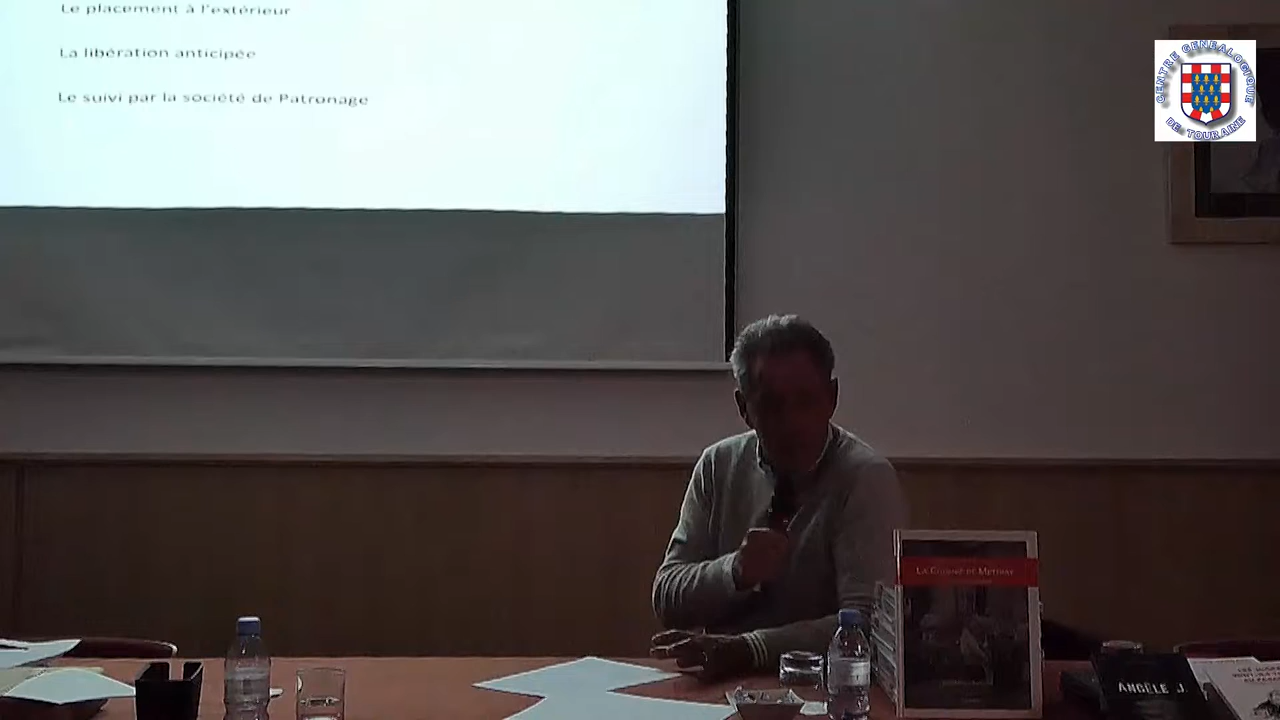 Le placement à l'extérieur
La libération anticipée
Le suivi par la société de Patronage
CENTRE GENEALOGIQUE
DE TOURAINE
LA COLONIE DE METTRAY
ANGÈLE J.